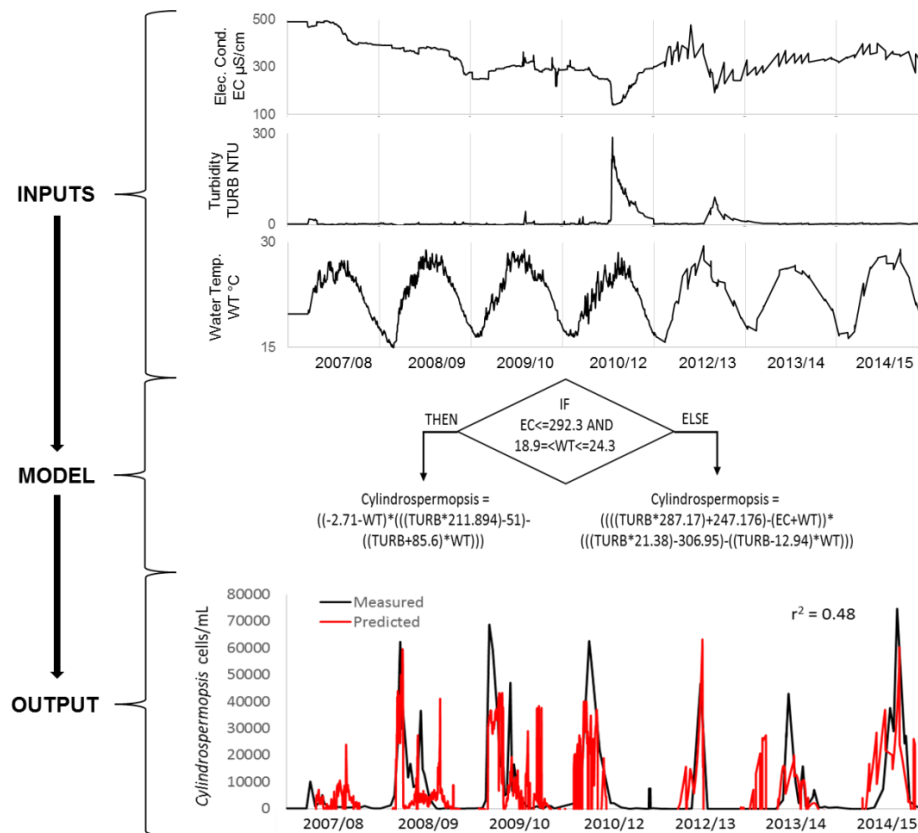 500
Elec. Cond.
EC µS/cm
300
100
300
Turbidity
TURB NTU
0
30
Water Temp.
WT °C
15
2007/08 2008/09 2009/10 2010/12 2012/13 2013/14 2014/15
INPUTS
MODEL
OUTPUT
THEN
IF
EC<=292.3 AND
18.9=<WT<=24.3
ELSE
Cylindrospermopsis =
((-2.71-WT)*(((TURB*211.894)-51)-
((TURB+85.6)*WT)))
Cylindrospermopsis =
((((TURB*287.17)+247.176)-(EC+WT))*
(((TURB*21.38)-306.95)-((TURB-12.94)*WT)))
Cylindrospermopsis cells/mL
80000
70000
60000
50000
40000
30000
20000
10000
0
Measured
Predicted
r² = 0.48
2007/08 2008/09 2009/10 2010/12 2012/13 2013/14 2014/15